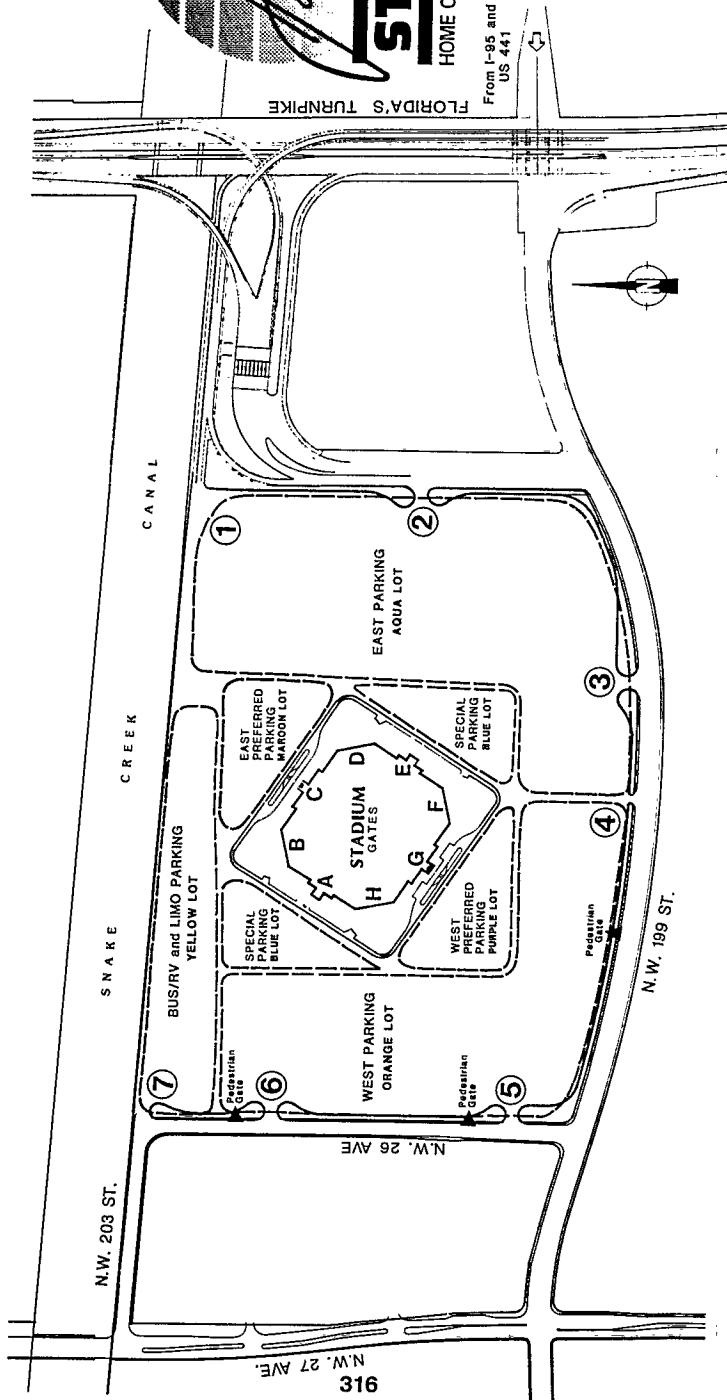 ST
HOME O
From I-95 and
US 441
FLORIDA'S TURNPIKE
SNAKE CREEK CANAL
N.W. 203 ST.
BUS/RV and LIMO PARKING
YELLOW LOT
7
Pedestrian
Gate
6
SPECIAL
PARKING
BLUE LOT
EAST
PREFERRED
PARKING
MAROON LOT
1
2
EAST PARKING
AQUA LOT
STADIUM
GATES
A
B
C
D
E
F
G
H
WEST PARKING
ORANGE LOT
WEST
PREFERRED
PARKING
PURPLE LOT
SPECIAL
PARKING
BLUE LOT
3
4
Pedestrian
Gate
5
Pedestrian
Gate
N.W. 26 AVE
N.W. 199 ST.
N.W. 27 AVE.
N
316